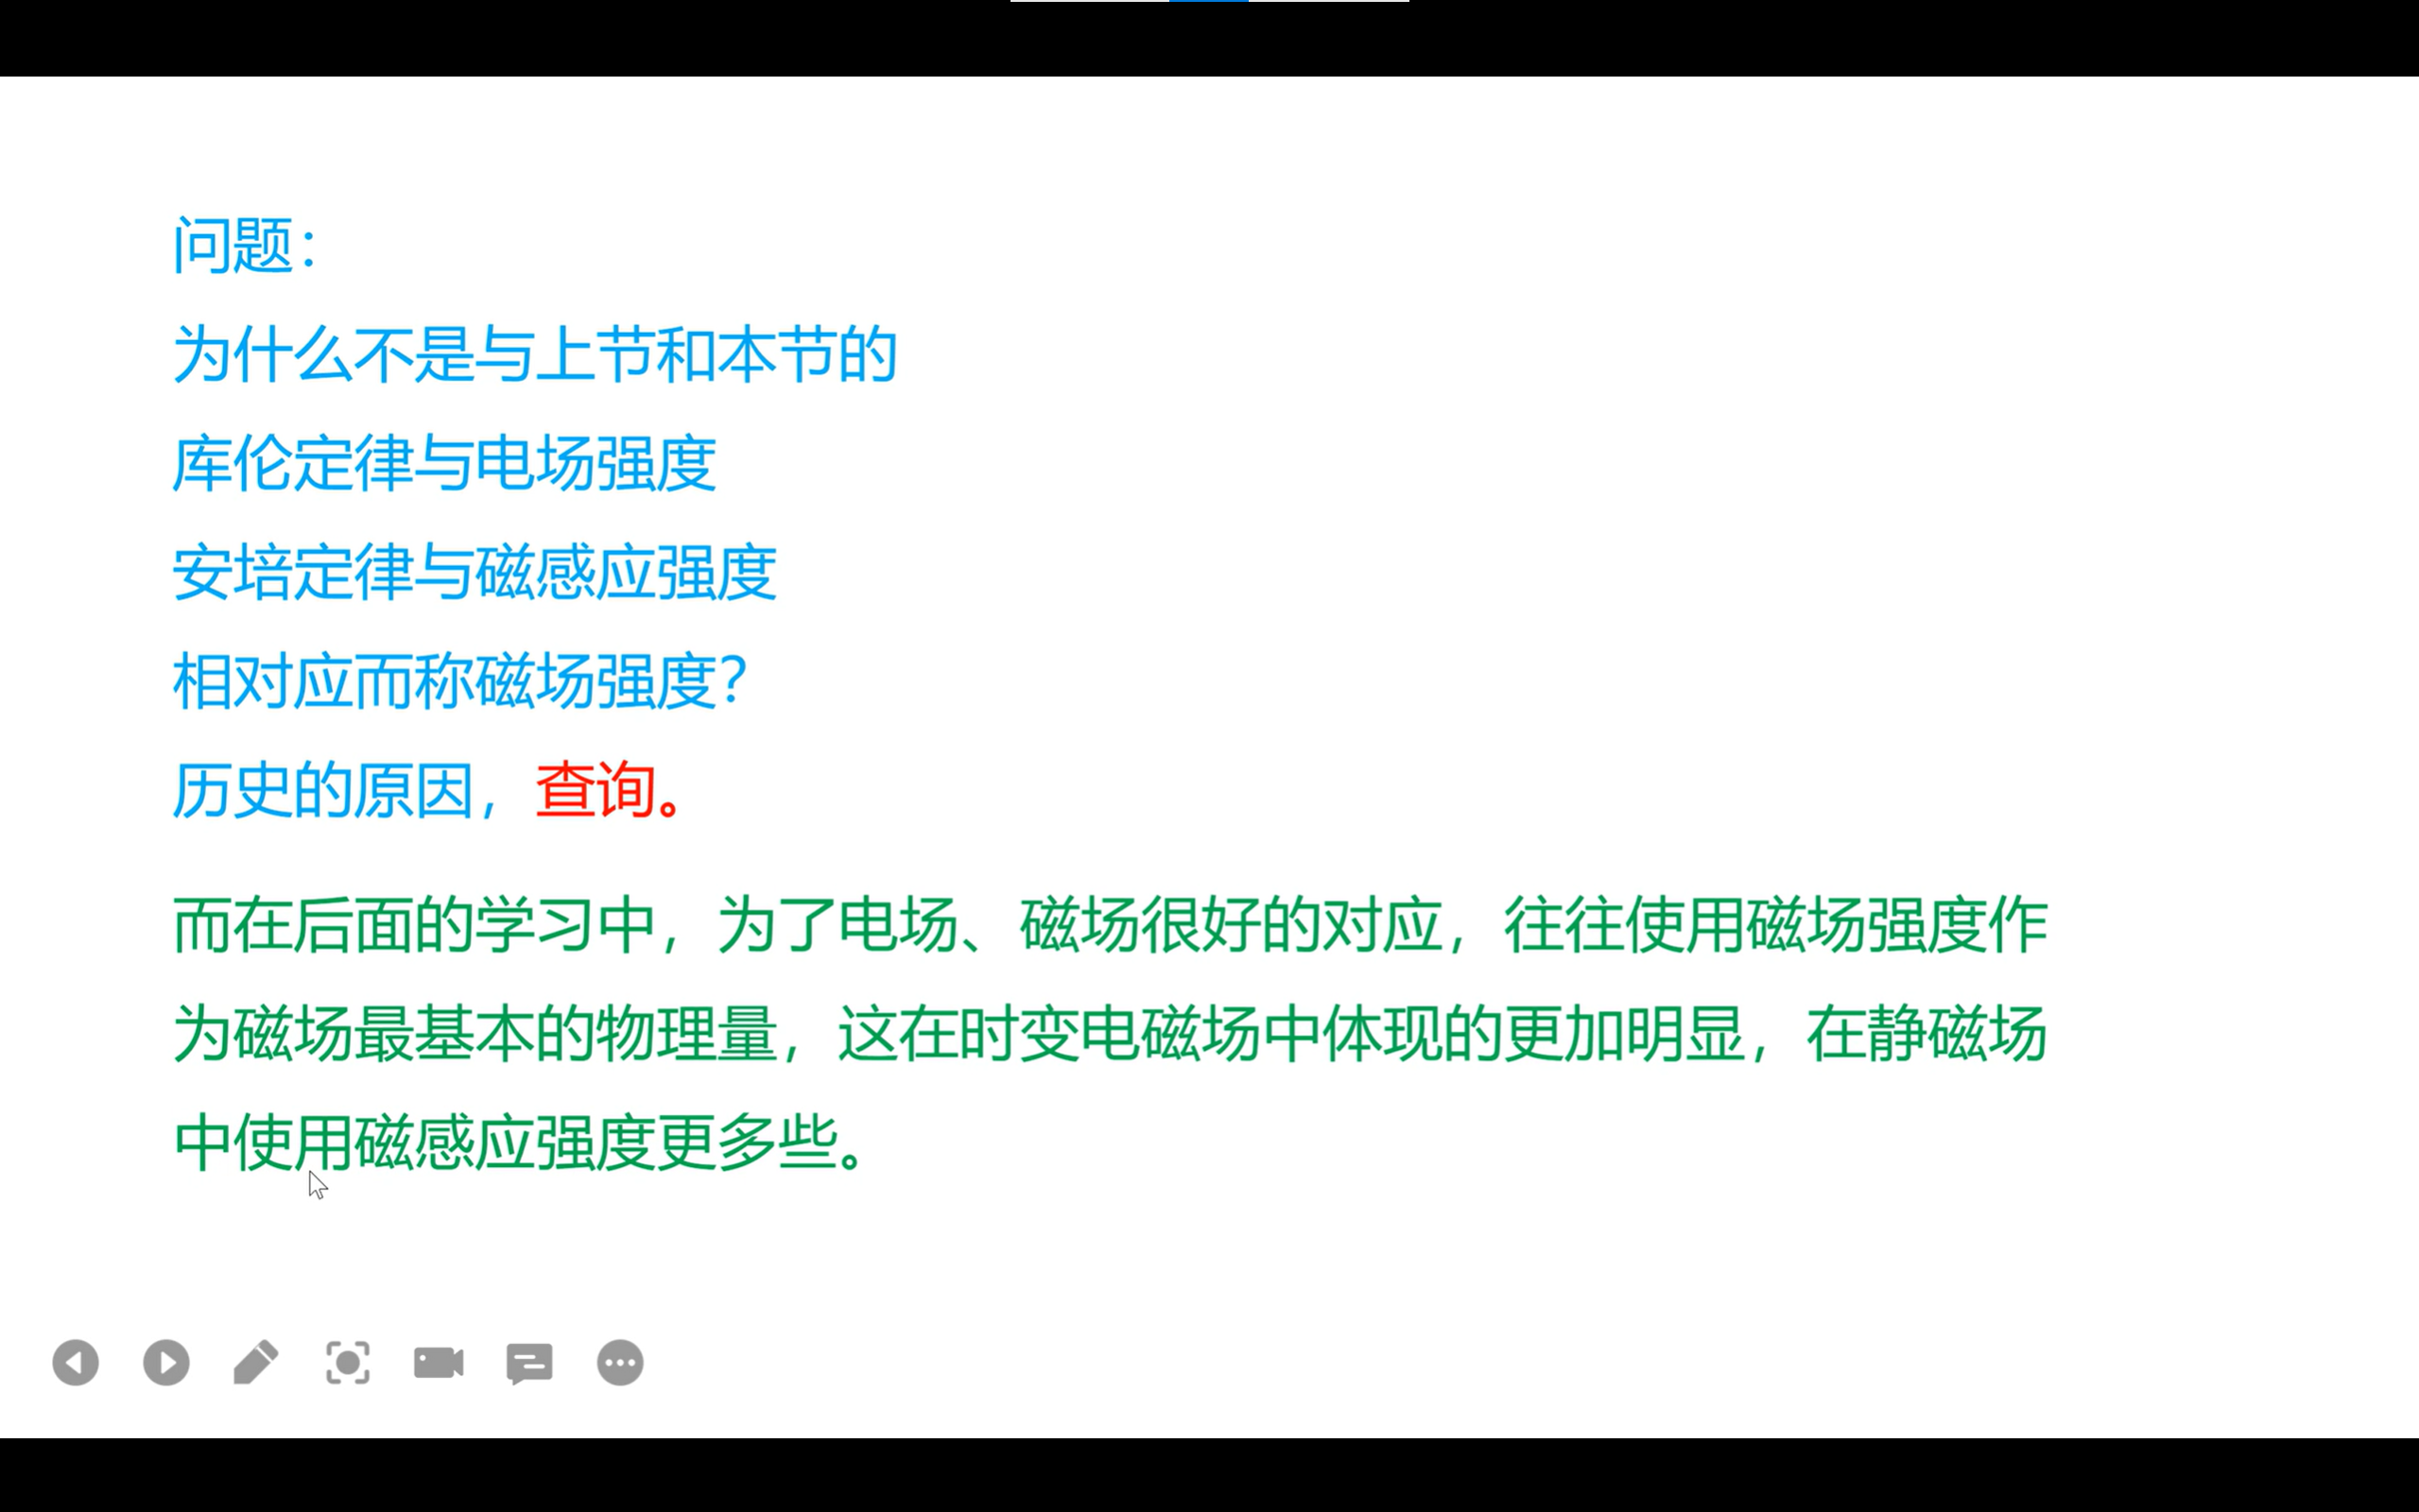 问题：
为什么不是与上节和本节的
库伦定律与电场强度
安培定律与磁感应强度
相对应而称磁场强度？
历史的原因，查询。
而在后面的学习中，为了电场、磁场很好的对应，往往使用磁场强度作
为磁场最基本的物理量，这在时变电磁场中体现的更加明显，在静磁场
中使用磁感应强度更多些。